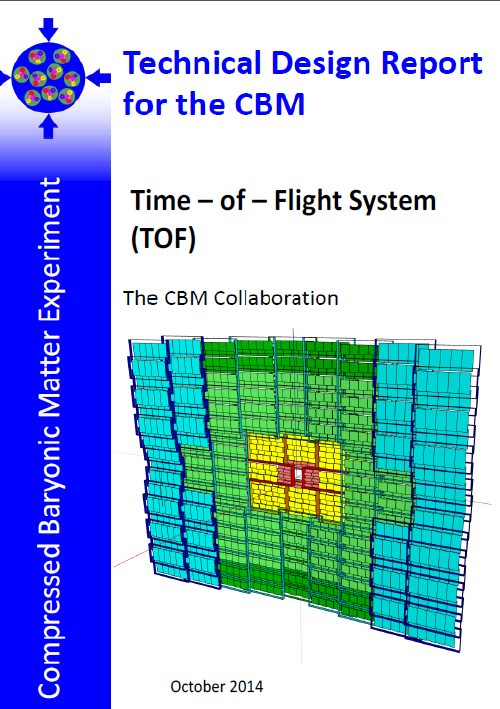 Technical Design Report
for the CBM
Time – of – Flight System
(TOF)
The CBM Collaboration
Compressed Baryonic Matter Experiment
October 2014